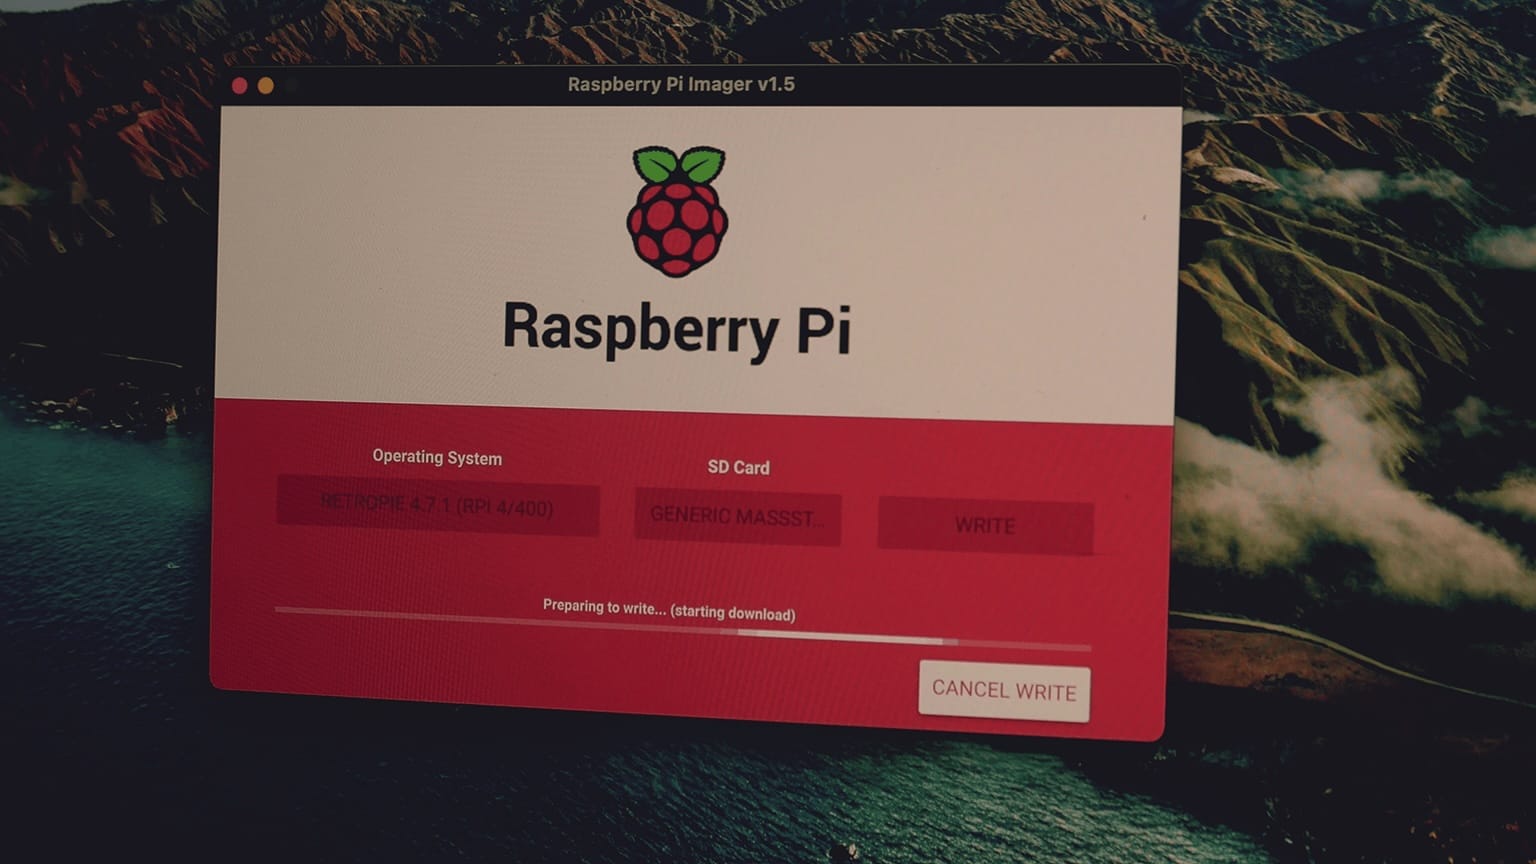 Raspberry Pi Imager v1.5
Raspberry Pi
Operating System
SD Card
RETROPIE 4.7.1 (RPI 4/400)
GENERIC MASSST...
WRITE
Preparing to write... (starting download)
CANCEL WRITE